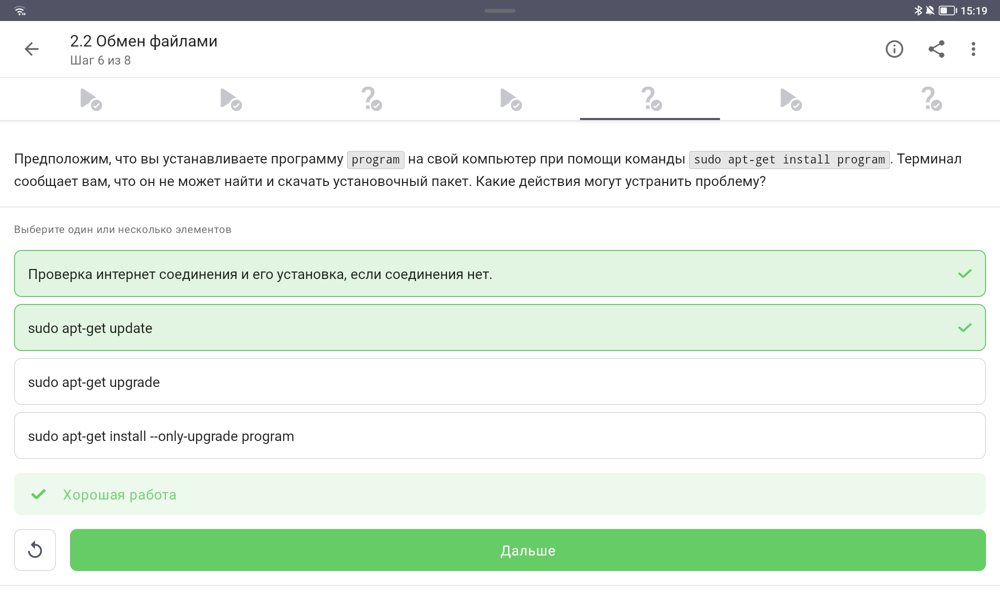 15:19
2.2 Обмен файлами
Шаг 6 из 8
Предположим, что вы устанавливаете программу program на свой компьютер при помощи команды sudo apt-get install program. Терминал
сообщает вам, что он не может найти и скачать установочный пакет. Какие действия могут устранить проблему?
Выберите один или несколько элементов
Проверка интернет соединения и его установка, если соединения нет.
sudo apt-get update
sudo apt-get upgrade
sudo apt-get install --only-upgrade program
Хорошая работа
Дальше